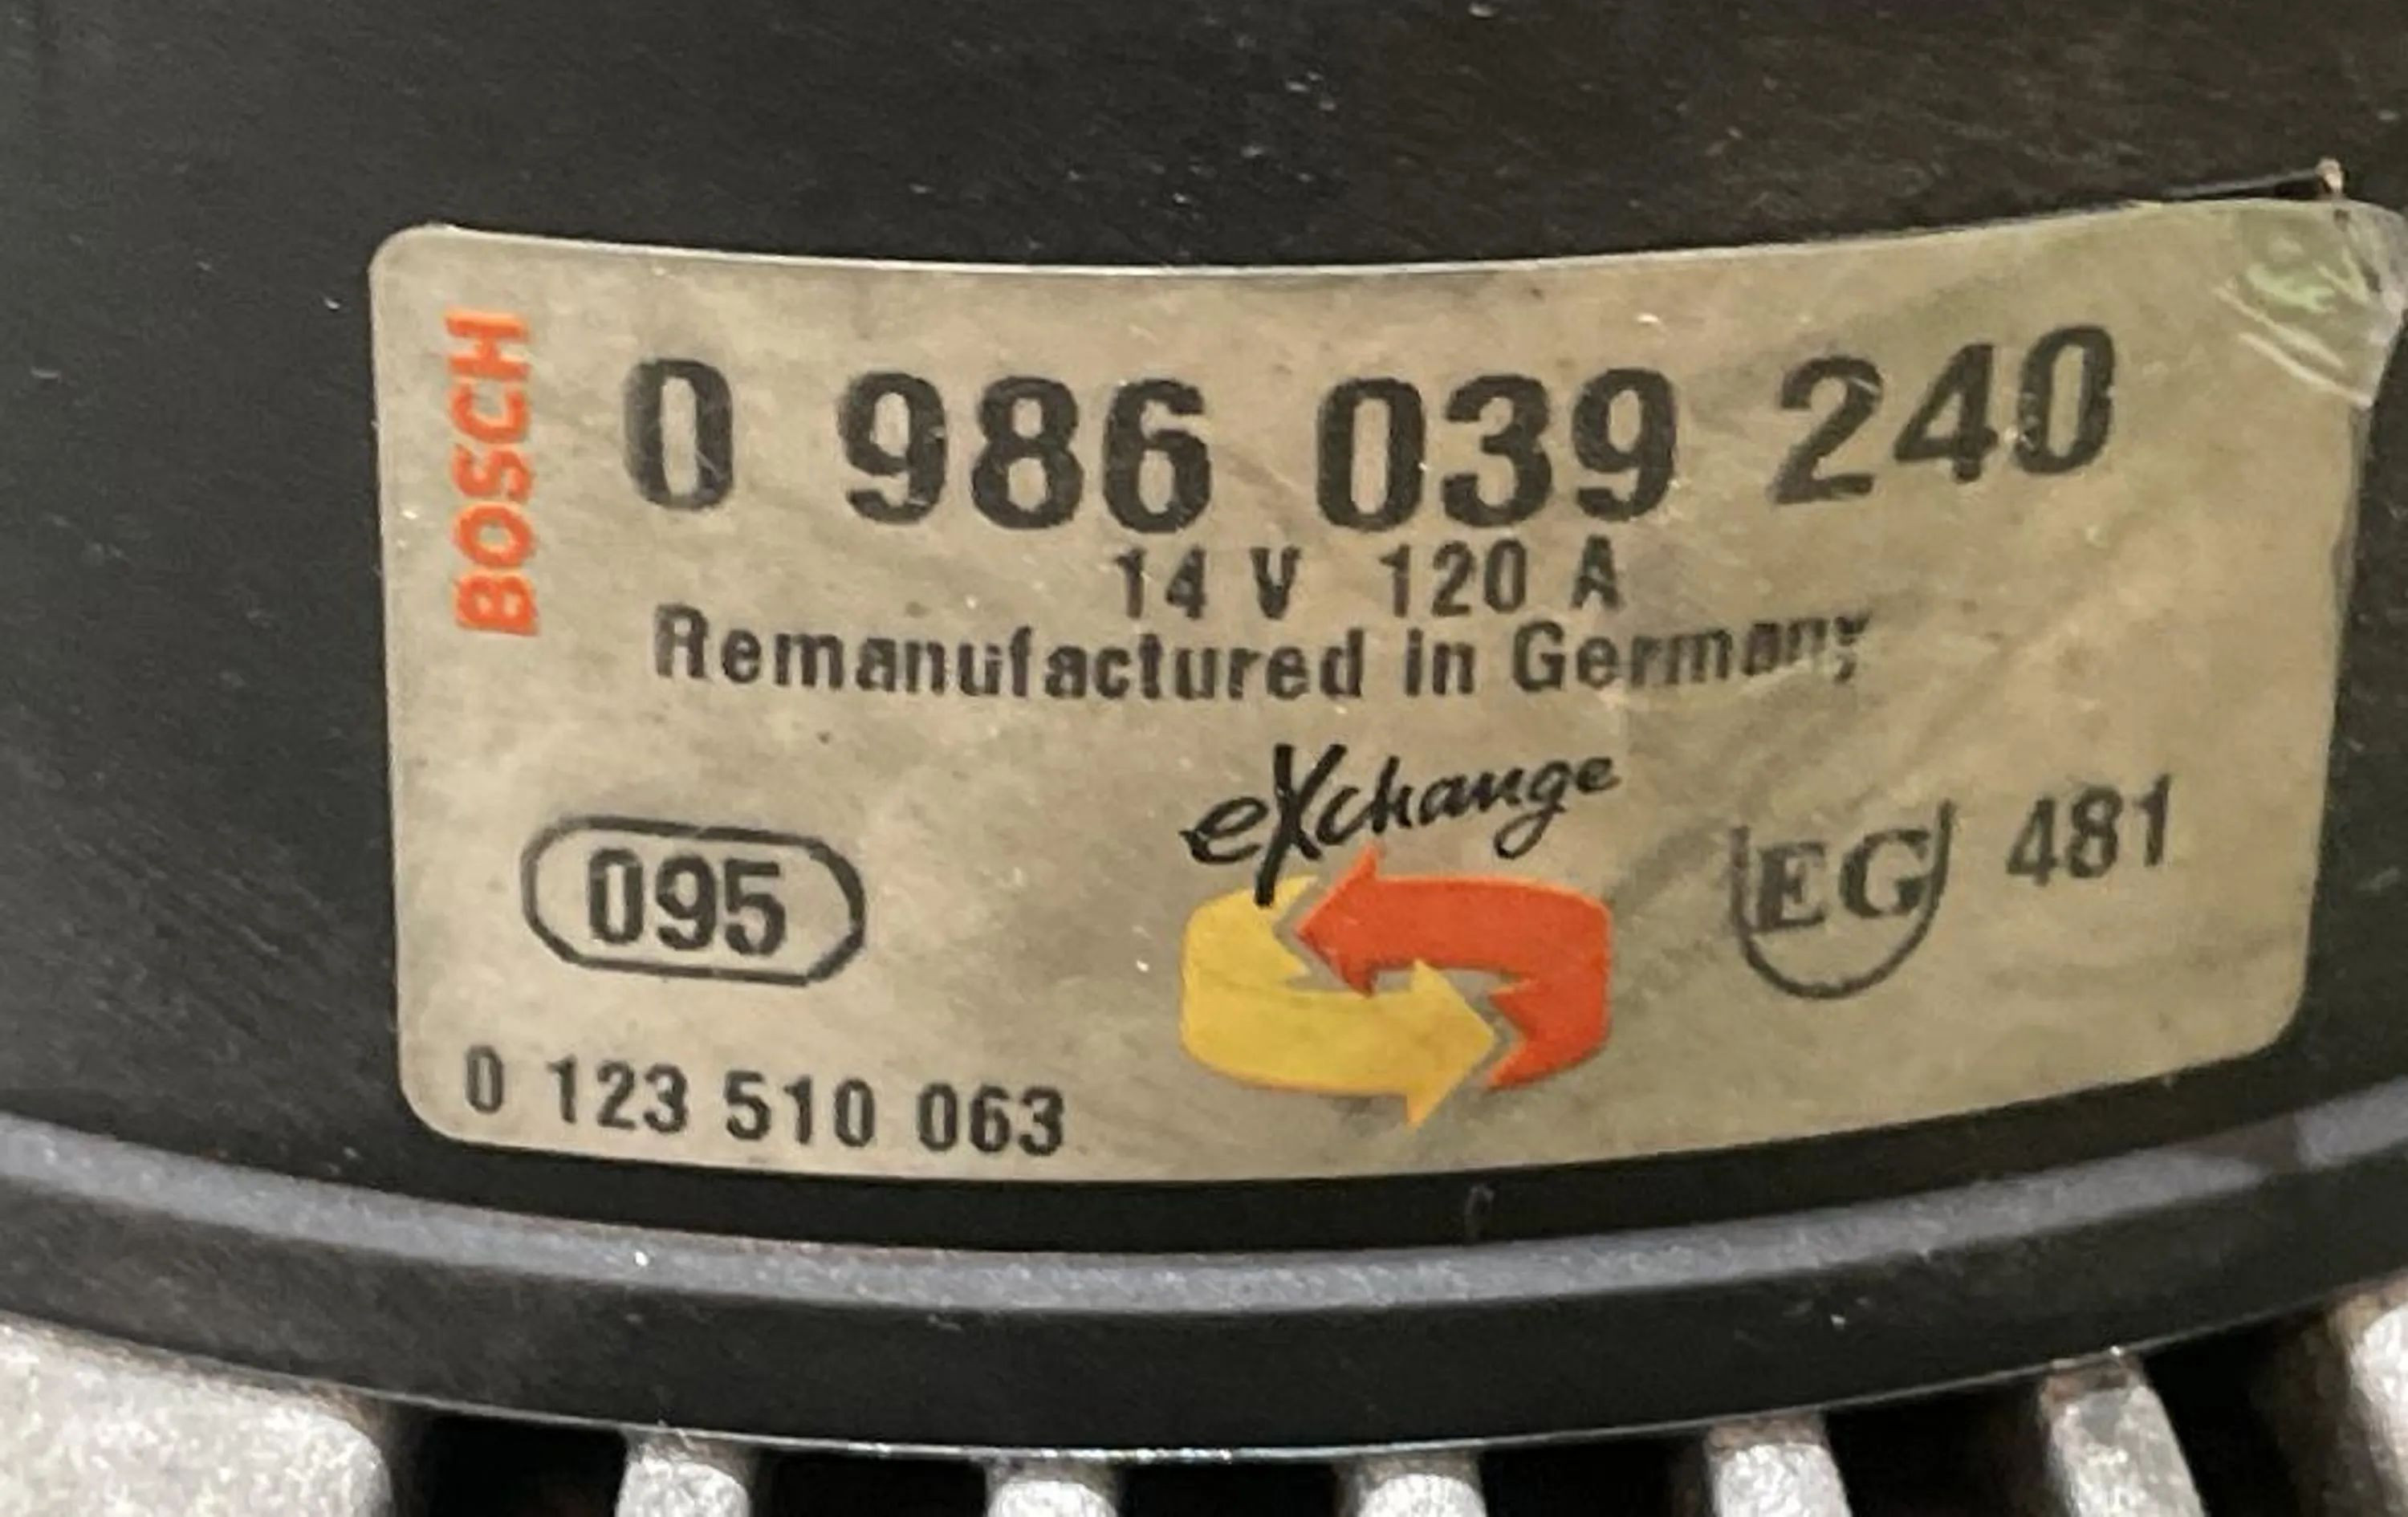 BOSCH
0 986 039 240
14 V 120 A
Remanufactured in Germany
eXchange
095
EG 481
0 123 510 063